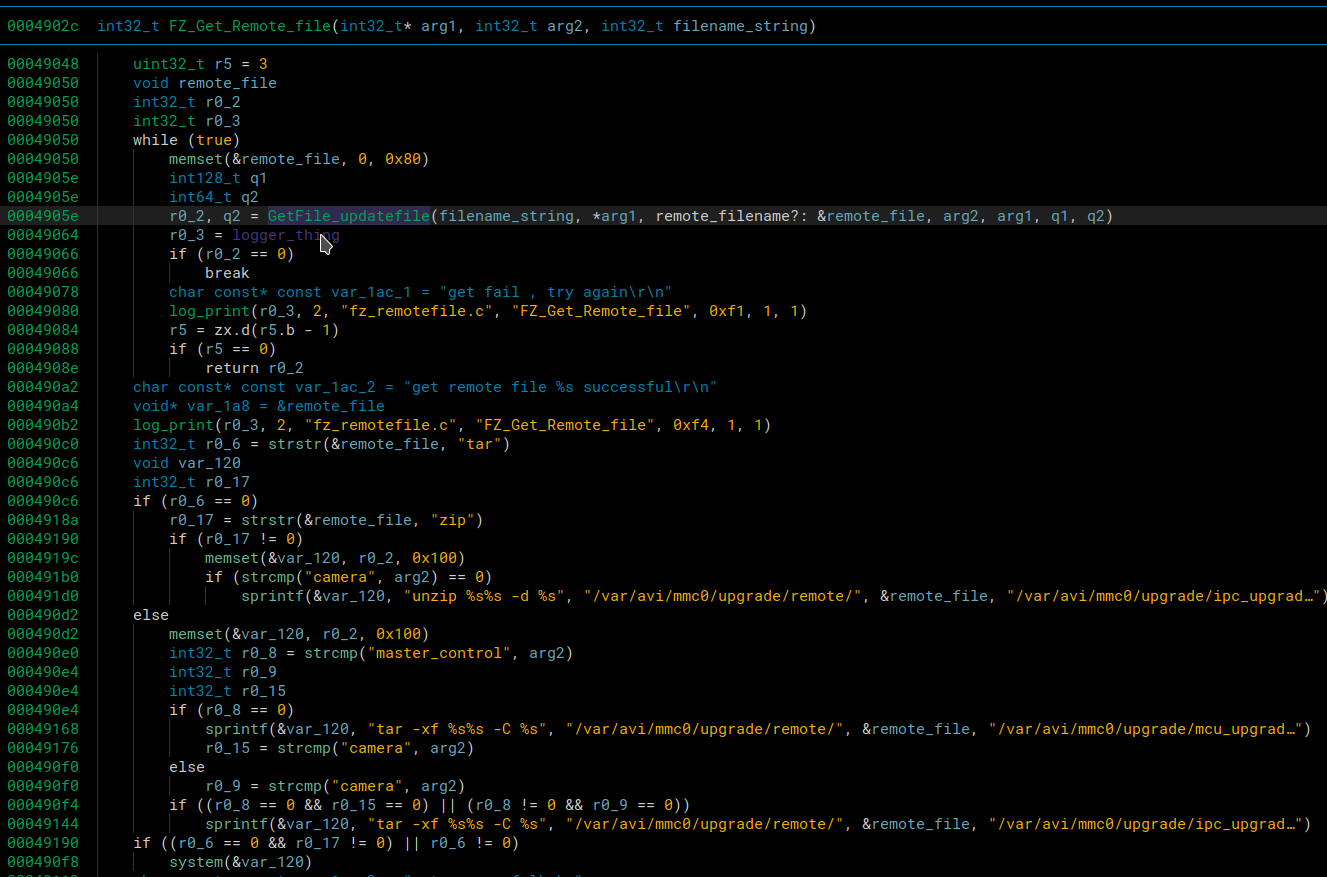 0004902c  int32_t FZ_Get_Remote_file(int32_t* arg1, int32_t arg2, int32_t filename_string)
00049048      uint32_t r5 = 3
00049050      void remote_file
00049050      int32_t r0_2
00049050      int32_t r0_3
00049050      while (true)
00049050          memset(&remote_file, 0, 0x80)
0004905e          int128_t q1
0004905e          int64_t q2
0004905e          r0_2, q2 = GetFile_updatefile(filename_string, *arg1, remote_filename?: &remote_file, arg2, arg1, q1, q2)
00049064          r0_3 = logger_thing
00049066          if (r0_2 == 0)
00049066              break
00049078          char const* const var_1ac_1 = "get fail , try again\r\n"
00049080          log_print(r0_3, 2, "fz_remotefile.c", "FZ_Get_Remote_file", 0xf1, 1, 1)
00049084          r5 = zx.d(r5.b - 1)
00049088          if (r5 == 0)
0004908e              return r0_2
000490a2      char const* const var_1ac_2 = "get remote file %s successful\r\n"
000490a4      void* var_1a8 = &remote_file
000490b2      log_print(r0_3, 2, "fz_remotefile.c", "FZ_Get_Remote_file", 0xf4, 1, 1)
000490c0      int32_t r0_6 = strstr(&remote_file, "tar")
000490c6      void var_120
000490c6      int32_t r0_17
000490c6      if (r0_6 == 0)
0004918a          r0_17 = strstr(&remote_file, "zip")
00049190          if (r0_17 != 0)
0004919c              memset(&var_120, r0_2, 0x100)
000491b0              if (strcmp("camera", arg2) == 0)
000491d0                  sprintf(&var_120, "unzip %s%s -d %s", "/var/avi/mmc0/upgrade/remote/", &remote_file, "/var/avi/mmc0/upgrade/ipc_upgrad…")
000490d2      else
000490d2          memset(&var_120, r0_2, 0x100)
000490e0          int32_t r0_8 = strcmp("master_control", arg2)
000490e4          int32_t r0_9
000490e4          int32_t r0_15
000490e4          if (r0_8 == 0)
00049168              sprintf(&var_120, "tar -xf %s%s -C %s", "/var/avi/mmc0/upgrade/remote/", &remote_file, "/var/avi/mmc0/upgrade/mcu_upgrad…")
00049176              r0_15 = strcmp("camera", arg2)
000490f0          else
000490f0              r0_9 = strcmp("camera", arg2)
000490f4          if ((r0_8 == 0 && r0_15 == 0) || (r0_8 != 0 && r0_9 == 0))
00049144              sprintf(&var_120, "tar -xf %s%s -C %s", "/var/avi/mmc0/upgrade/remote/", &remote_file, "/var/avi/mmc0/upgrade/ipc_upgrad…")
00049190      if ((r0_6 == 0 && r0_17 != 0) || r0_6 != 0)
000490f8          system(&var_120)